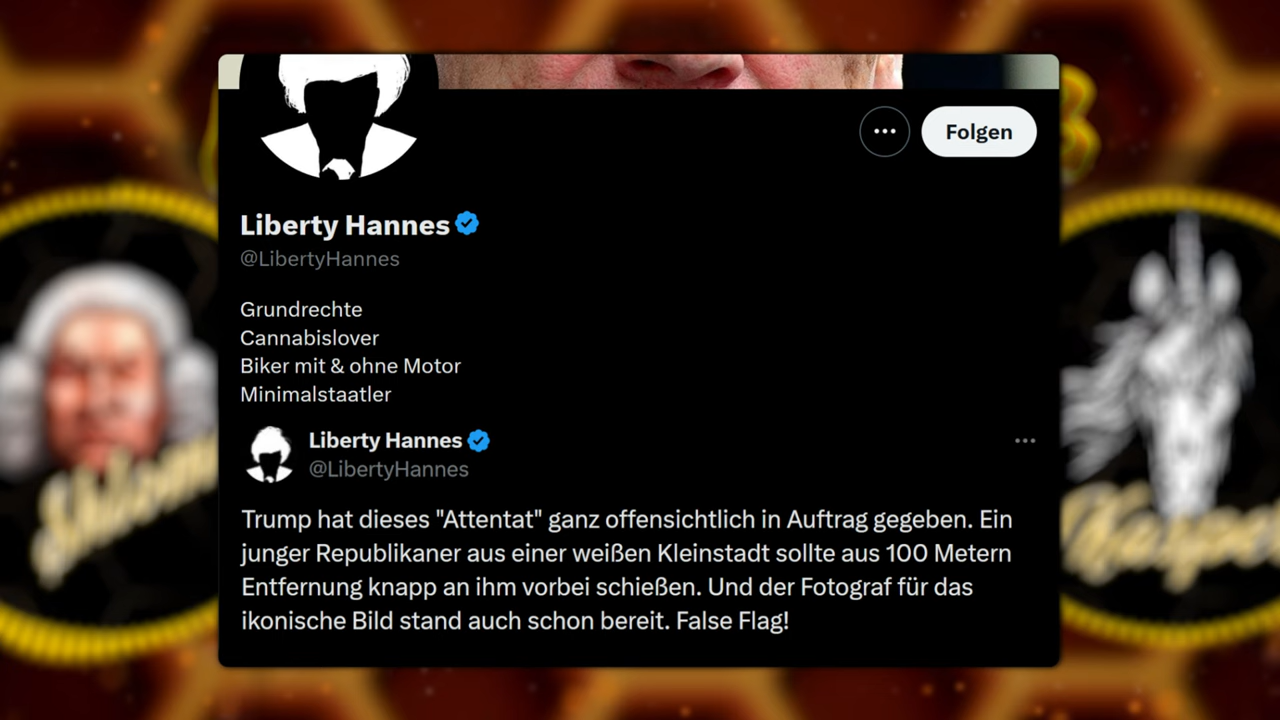 Folgen
Liberty Hannes
@LibertyHannes
Grundrechte
Cannabislover
Biker mit & ohne Motor
Minimalstaatler
Liberty Hannes
@LibertyHannes
Trump hat dieses "Attentat" ganz offensichtlich in Auftrag gegeben. Ein
junger Republikaner aus einer weißen Kleinstadt sollte aus 100 Metern
Entfernung knapp an ihm vorbei schießen. Und der Fotograf für das
ikonische Bild stand auch schon bereit. False Flag!